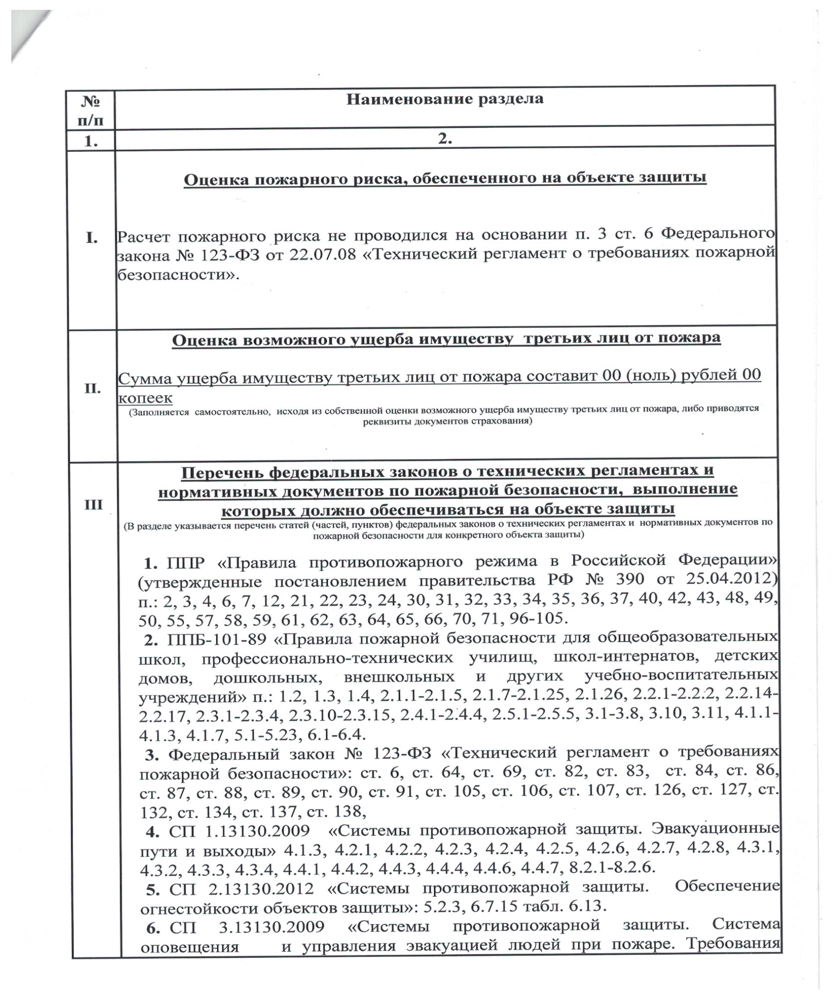 №
п/п
Наименование раздела
1.
2.
Оценка пожарного риска, обеспеченного на объекте защиты
I.
Расчет пожарного риска не проводился на основании п. 3 ст. 6 Федерального
закона № 123-ФЗ от 22.07.08 «Технический регламент о требованиях пожарной
безопасности».
Оценка возможного ущерба имуществу третьих лиц от пожара
II.
Сумма ущерба имуществу третьих лиц от пожара составит 00 (ноль) рублей 00
копеек
(Заполняется самостоятельно, исходя из собственной оценки возможного ущерба имуществу третьих лиц от пожара, либо приводятся
реквизиты документов страхования)
III
Перечень федеральных законов о технических регламентах и
нормативных документов по пожарной безопасности, выполнение
которых должно обеспечиваться на объекте защиты
(В разделе указывается перечень статей (частей, пунктов) федеральных законов о технических регламентах и нормативных документов по
пожарной безопасности для конкретного объекта защиты)
1. ППР «Правила противопожарного режима в Российской Федерации»
(утвержденные постановлением правительства РФ № 390 от 25.04.2012)
п.: 2, 3, 4, 6, 7, 12, 21, 22, 23, 24, 30, 31, 32, 33, 34, 35, 36, 37, 40, 42, 43, 48, 49,
50, 55, 57, 58, 59, 61, 62, 63, 64, 65, 66, 70, 71, 96-105.
2. ППБ-101-89 «Правила пожарной безопасности для общеобразовательных
школ, профессионально-технических училищ, школ-интернатов, детских
домов, дошкольных, внешкольных и других учебно-воспитательных
учреждений» п.: 1.2, 1.3, 1.4, 2.1.1-2.1.5, 2.1.7-2.1.25, 2.1.26, 2.2.1-2.2.2, 2.2.14-
2.2.17, 2.3.1-2.3.4, 2.3.10-2.3.15, 2.4.1-2.4.4, 2.5.1-2.5.5, 3.1-3.8, 3.10, 3.11, 4.1.1-
4.1.3, 4.1.7, 5.1-5.23, 6.1-6.4.
3. Федеральный закон № 123-ФЗ «Технический регламент о требованиях
пожарной безопасности»: ст. 6, ст. 64, ст. 69, ст. 82, ст. 83, ст. 84, ст. 86,
ст. 87, ст. 88, ст. 89, ст. 90, ст. 91, ст. 105, ст. 106, ст. 107, ст. 126, ст. 127, ст.
132, ст. 134, ст. 137, ст. 138,
4. СП 1.13130.2009 «Системы противопожарной защиты. Эвакуационные
пути и выходы» 4.1.3, 4.2.1, 4.2.2, 4.2.3, 4.2.4, 4.2.5, 4.2.6, 4.2.7, 4.2.8, 4.3.1,
4.3.2, 4.3.3, 4.3.4, 4.4.1, 4.4.2, 4.4.3, 4.4.4, 4.4.6, 4.4.7, 8.2.1-8.2.6.
5. СП 2.13130.2012 «Системы противопожарной защиты. Обеспечение
огнестойкости объектов защиты»: 5.2.3, 6.7.15 табл. 6.13.
6. СП 3.13130.2009 «Системы противопожарной защиты. Система
оповещения и управления эвакуацией людей при пожаре. Требования